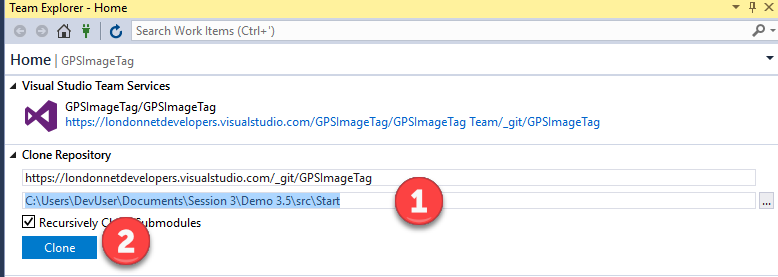 Team Explorer - Home
Search Work Items (Ctrl+')
Home | GPSImageTag
Visual Studio Team Services
GPSImageTag/GPSImageTag
https://londonnetdevelopers.visualstudio.com/GPSImageTag/GPSImageTag Team/_git/GPSImageTag
Clone Repository
https://londonnetdevelopers.visualstudio.com/_git/GPSImageTag
C:\Users\DevUser\Documents\Session 3\Demo 3.5\src\Start
1
...
Recursively Submodules
2
Clone